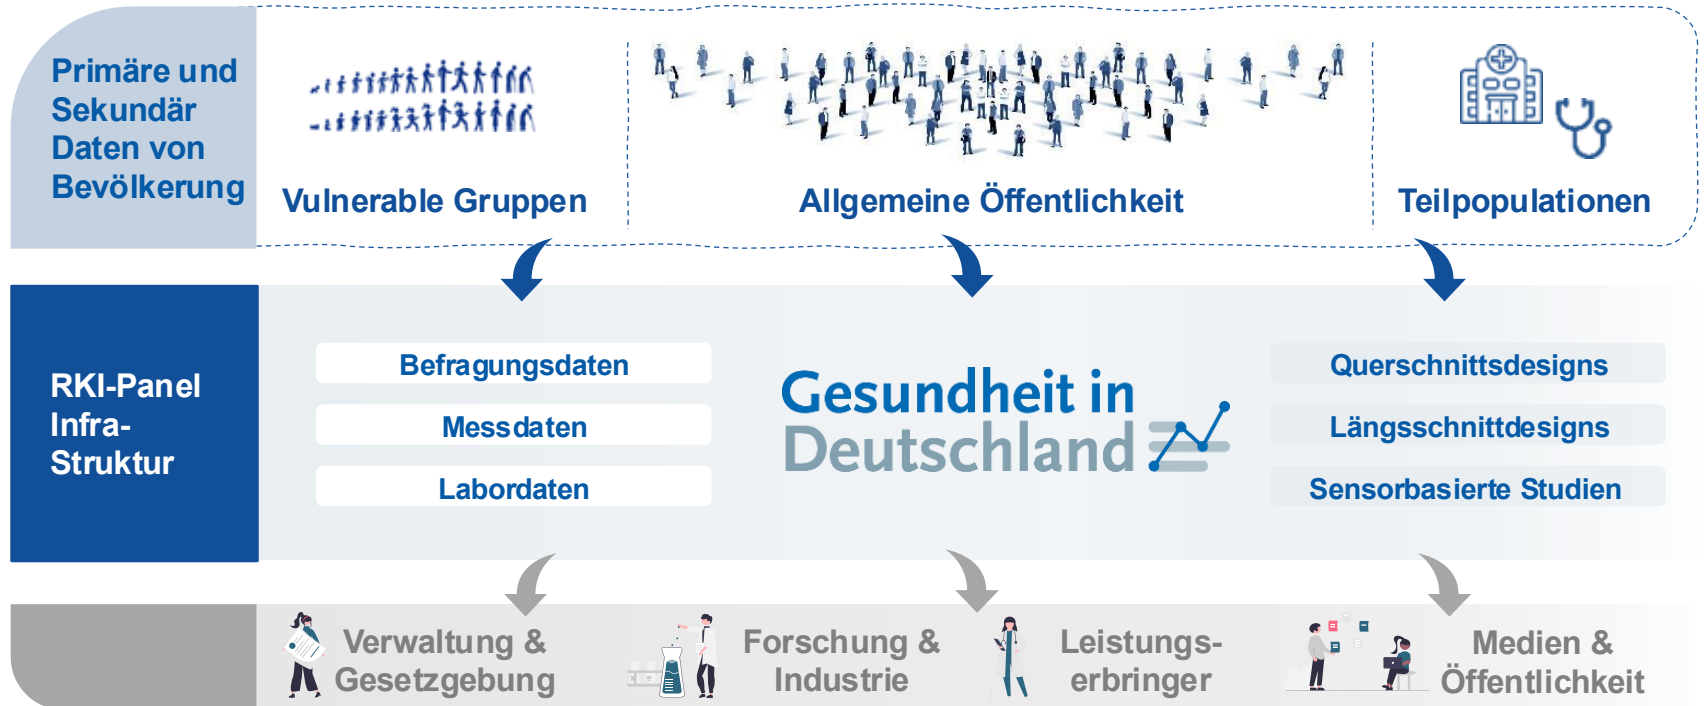 Primäre und
Sekundär
Daten von
Bevölkerung
Vulnerable Gruppen
Allgemeine Öffentlichkeit
Teilpopulationen
RKI-Panel
Infra-
Struktur
Befragungsdaten
Messdaten
Labordaten
Gesundheit in
Deutschland
Querschnittsdesigns
Längsschnittdesigns
Sensorbasierte Studien
Verwaltung &
Gesetzgebung
Forschung &
Industrie
Leistungs-
erbringer
Medien &
Öffentlichkeit